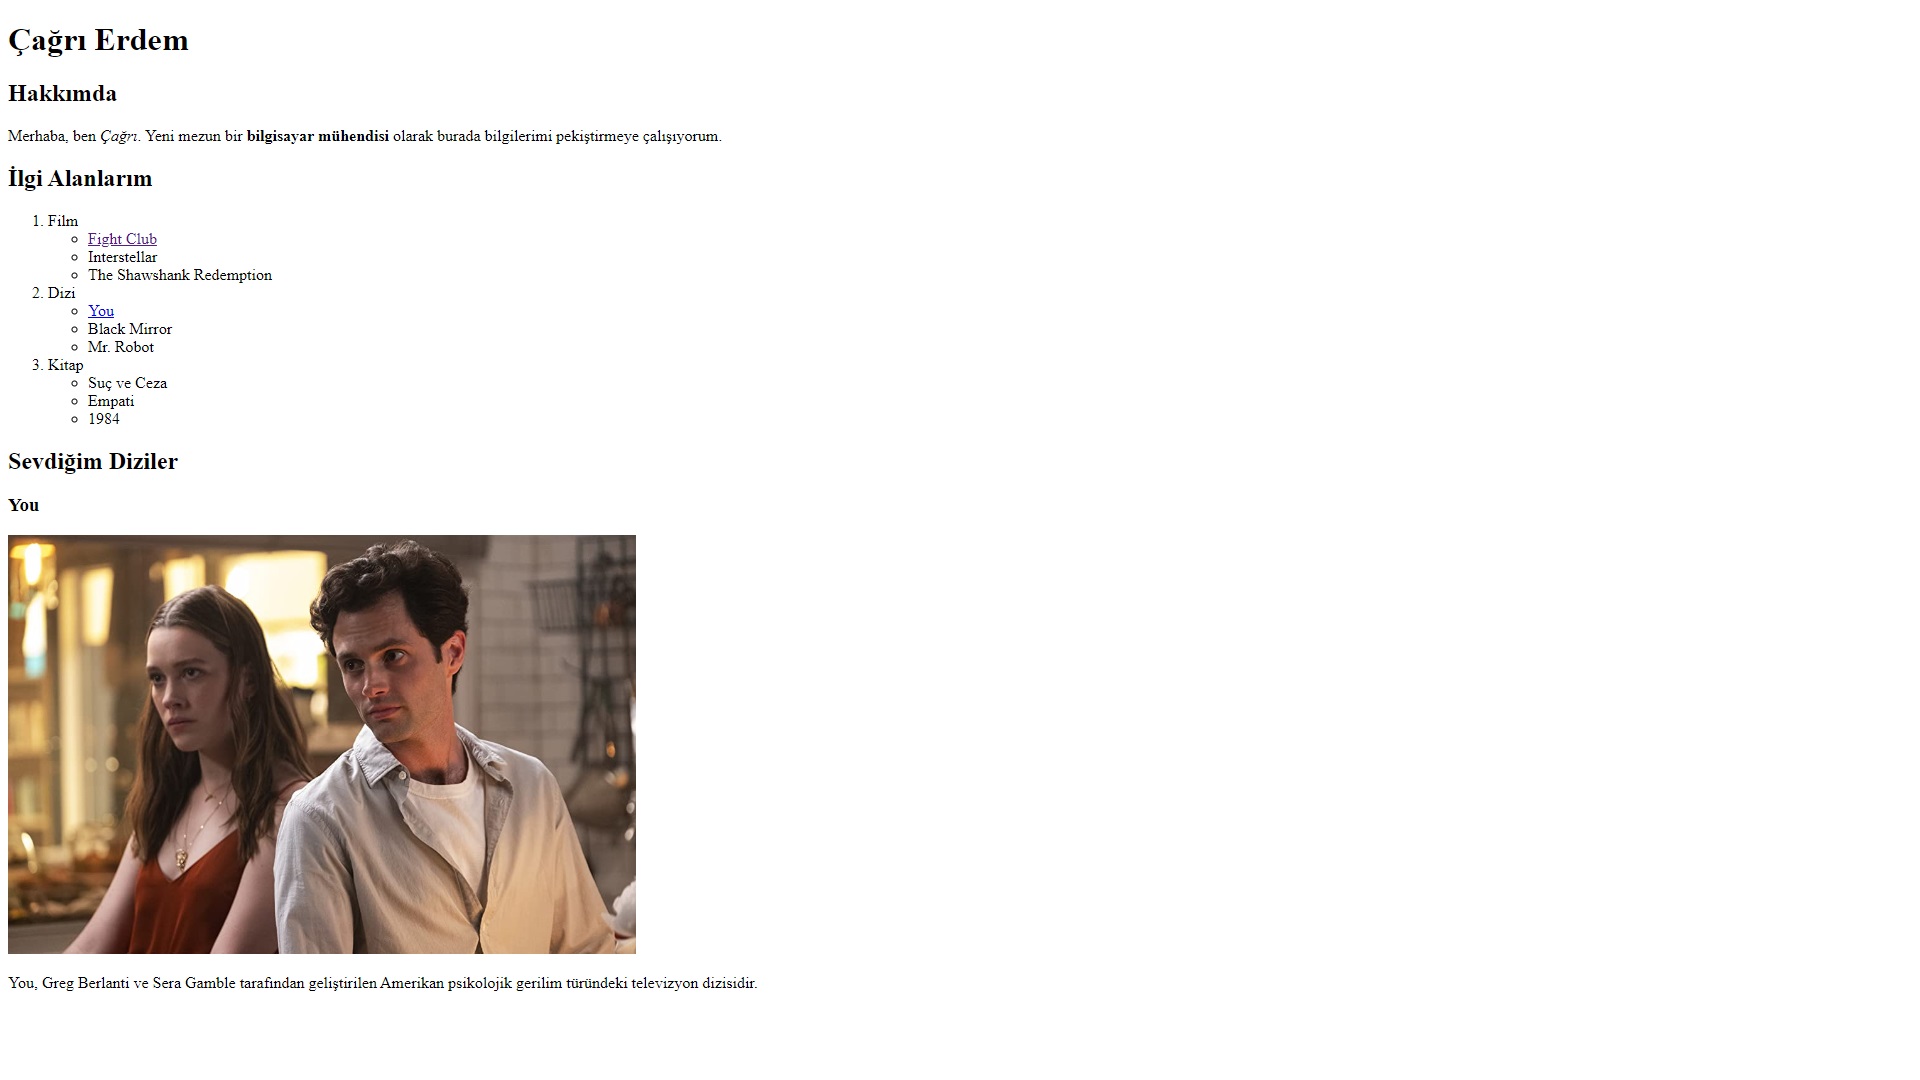 Çağrı Erdem
Hakkımda
Merhaba, ben Çağrı. Yeni mezun bir bilgisayar mühendisi olarak burada bilgilerimi pekiştirmeye çalışıyorum.
İlgi Alanlarım
1. Film
Fight Club
Interstellar
The Shawshank Redemption
2. Dizi
You
Black Mirror
Mr. Robot
3. Kitap
Suç ve Ceza
Empati
1984
Sevdiğim Diziler
You
You, Greg Berlanti ve Sera Gamble tarafından geliştirilen Amerikan psikolojik gerilim türündeki televizyon dizisidir.